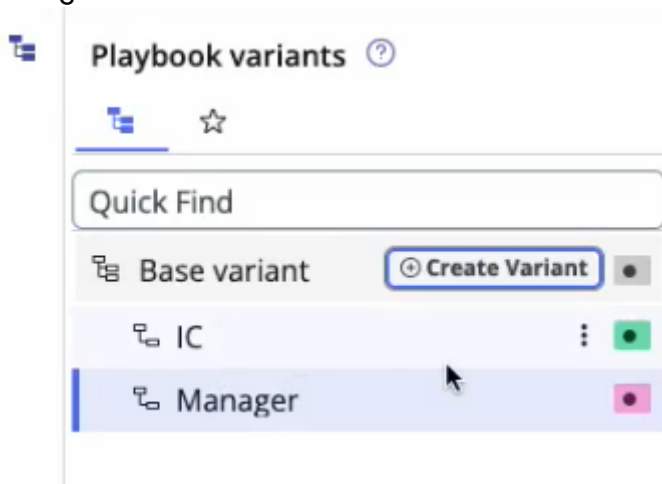 Playbook variants
Quick Find
Base variant Create Variant
IC
Manager